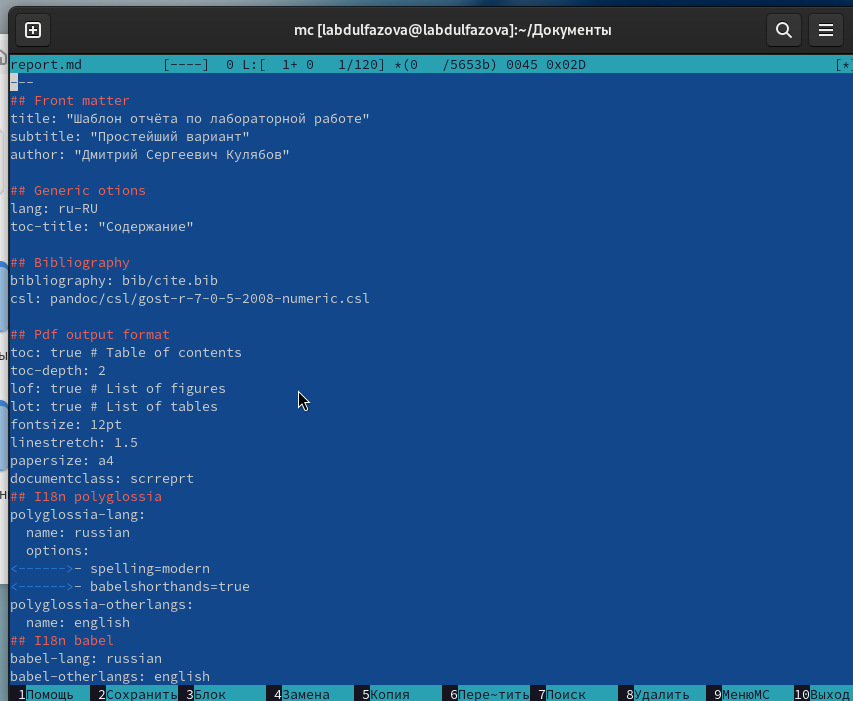 mc [labdulfazova@labdulfazova]:~/Документы
report.md [----] 0 L:[ 1+ 0 1/120] *(0 /5653b) 0045 0x02D [*]
---
## Front matter
title: "Шаблон отчёта по лабораторной работе"
subtitle: "Простейший вариант"
author: "Дмитрий Сергеевич Кулябов"
## Generic otions
lang: ru-RU
toc-title: "Содержание"
## Bibliography
bibliography: bib/cite.bib
csl: pandoc/csl/gost-r-7-0-5-2008-numeric.csl
## Pdf output format
toc: true # Table of contents
toc-depth: 2
lof: true # List of figures
lot: true # List of tables
fontsize: 12pt
linestretch: 1.5
papersize: a4
documentclass: scrreprt
## I18n polyglossia
polyglossia-lang:
  name: russian
  options:
<------>- spelling=modern
<------>- babelshorthands=true
polyglossia-otherlangs:
  name: english
## I18n babel
babel-lang: russian
babel-otherlangs: english
1Помощь 2Сохранить 3Блок 4Замена 5Копия 6Пере~тить 7Поиск 8Удалить 9МенюMC 10Выход